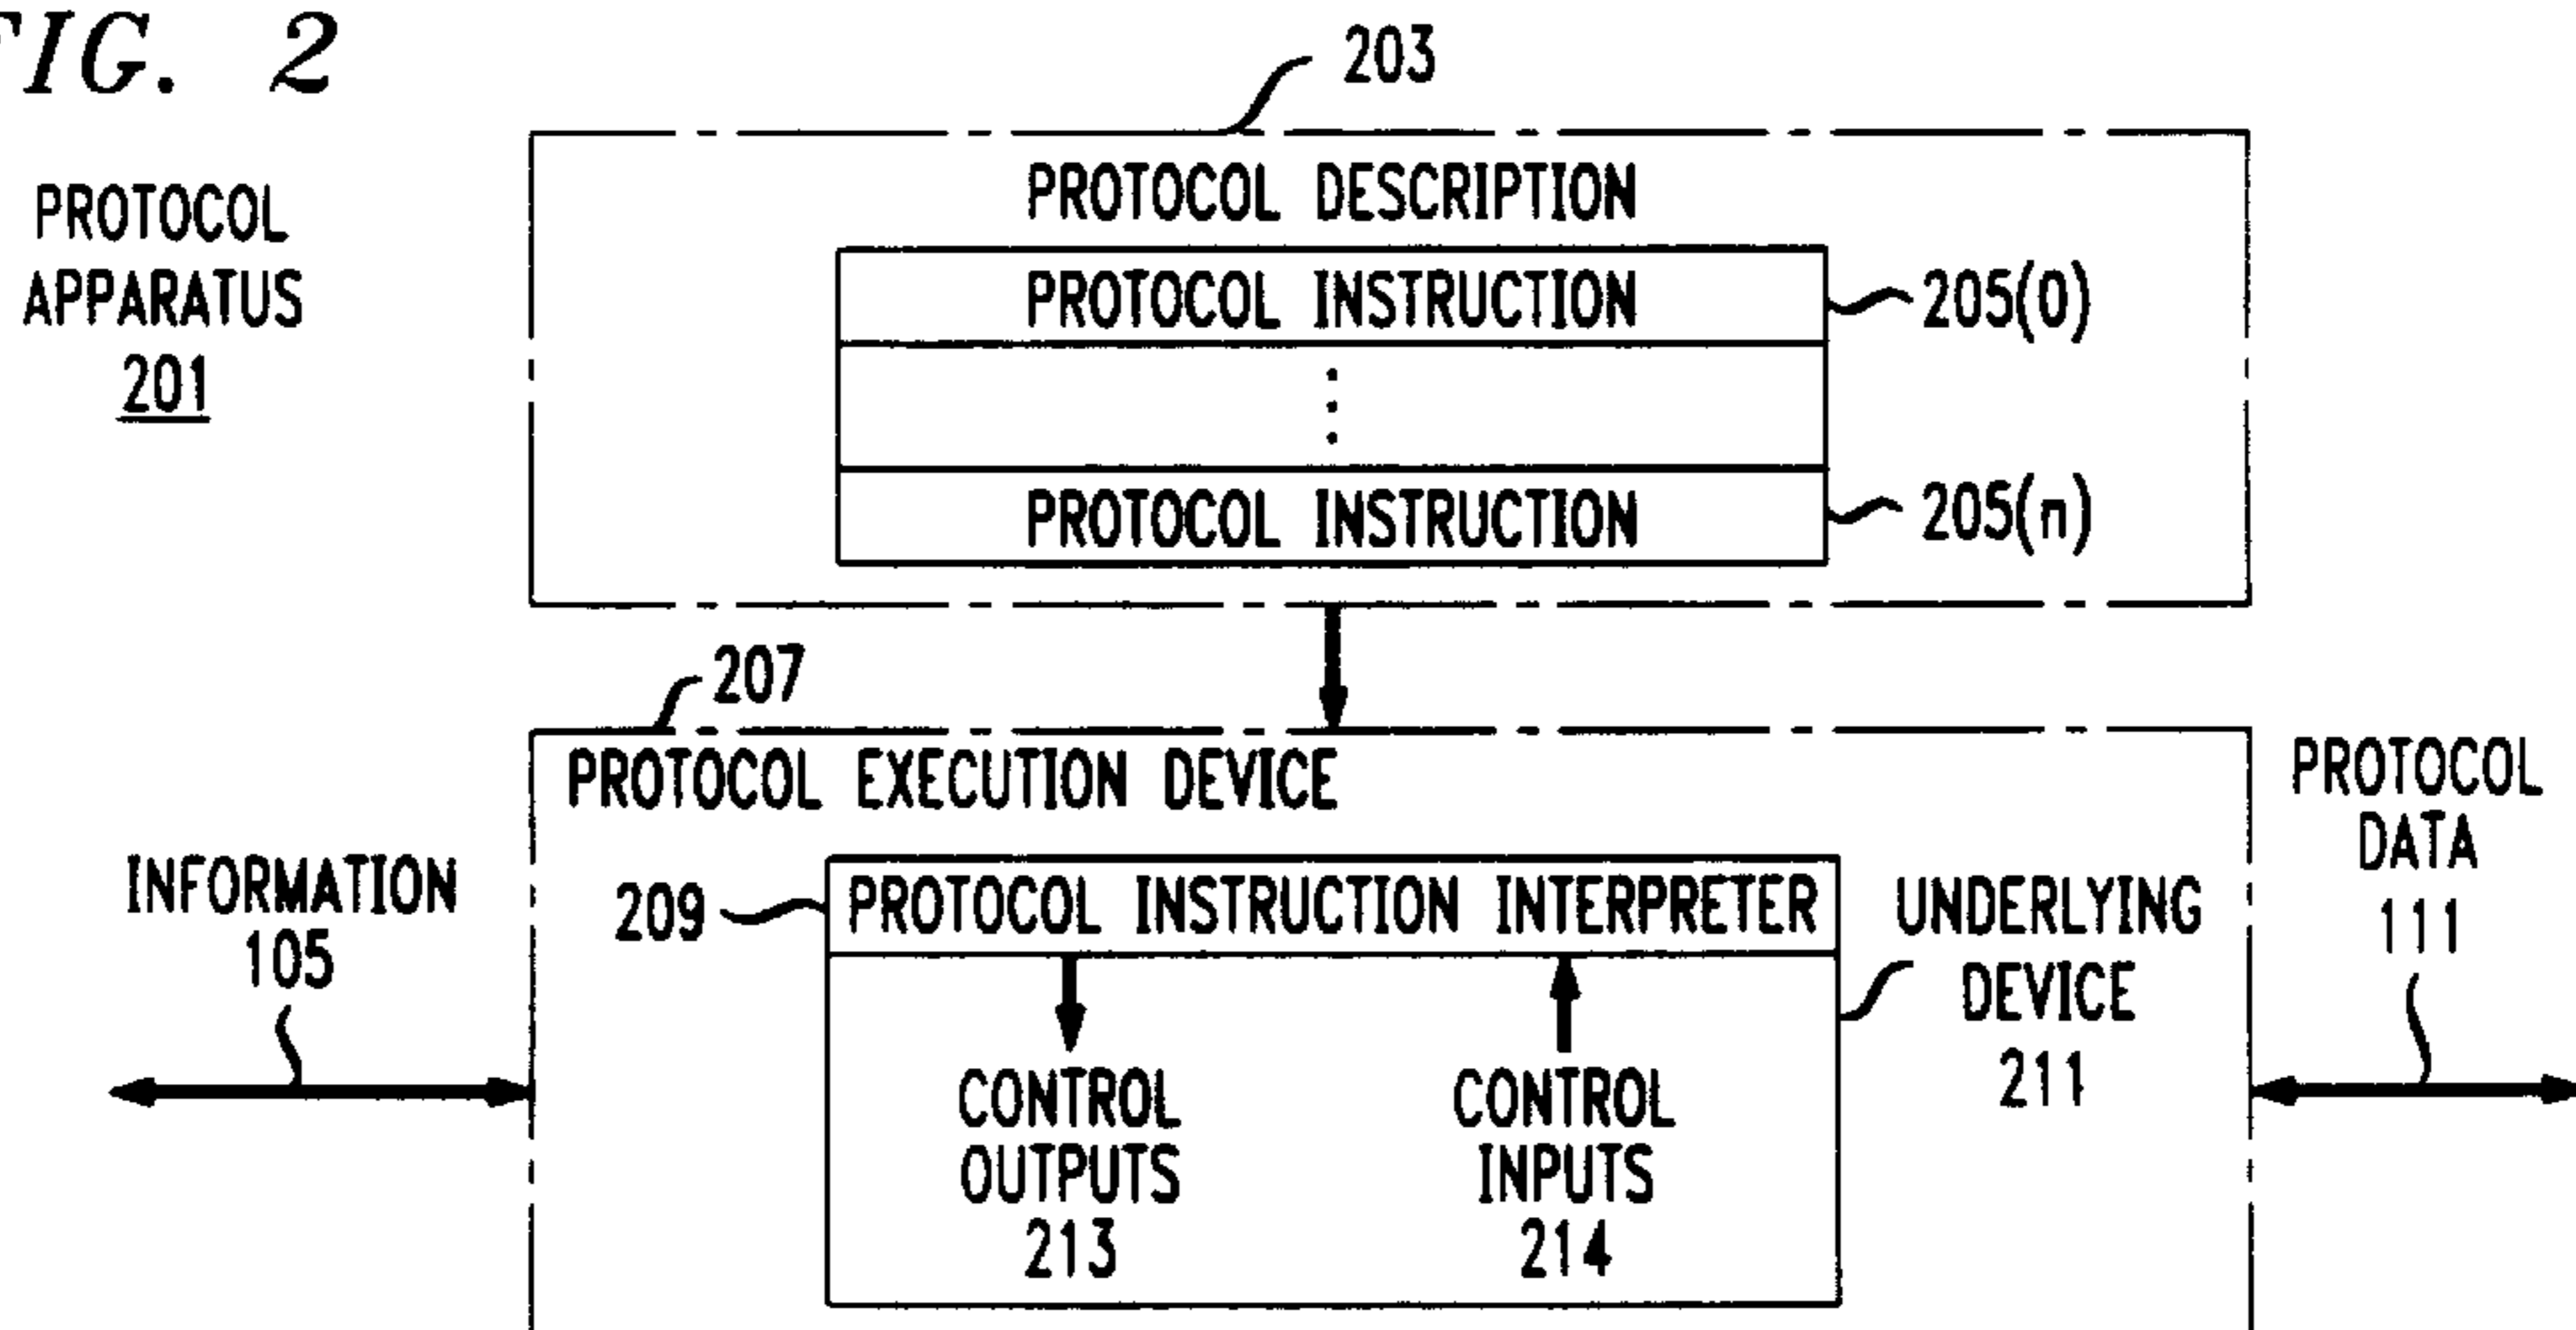 FIG. 2
203
PROTOCOL
APPARATUS
201
PROTOCOL DESCRIPTION
PROTOCOL INSTRUCTION
205(0)
PROTOCOL INSTRUCTION
205(n)
207
PROTOCOL EXECUTION DEVICE
INFORMATION
105
209
PROTOCOL INSTRUCTION INTERPRETER
UNDERLYING
DEVICE
211
PROTOCOL
DATA
111
CONTROL
OUTPUTS
213
CONTROL
INPUTS
214